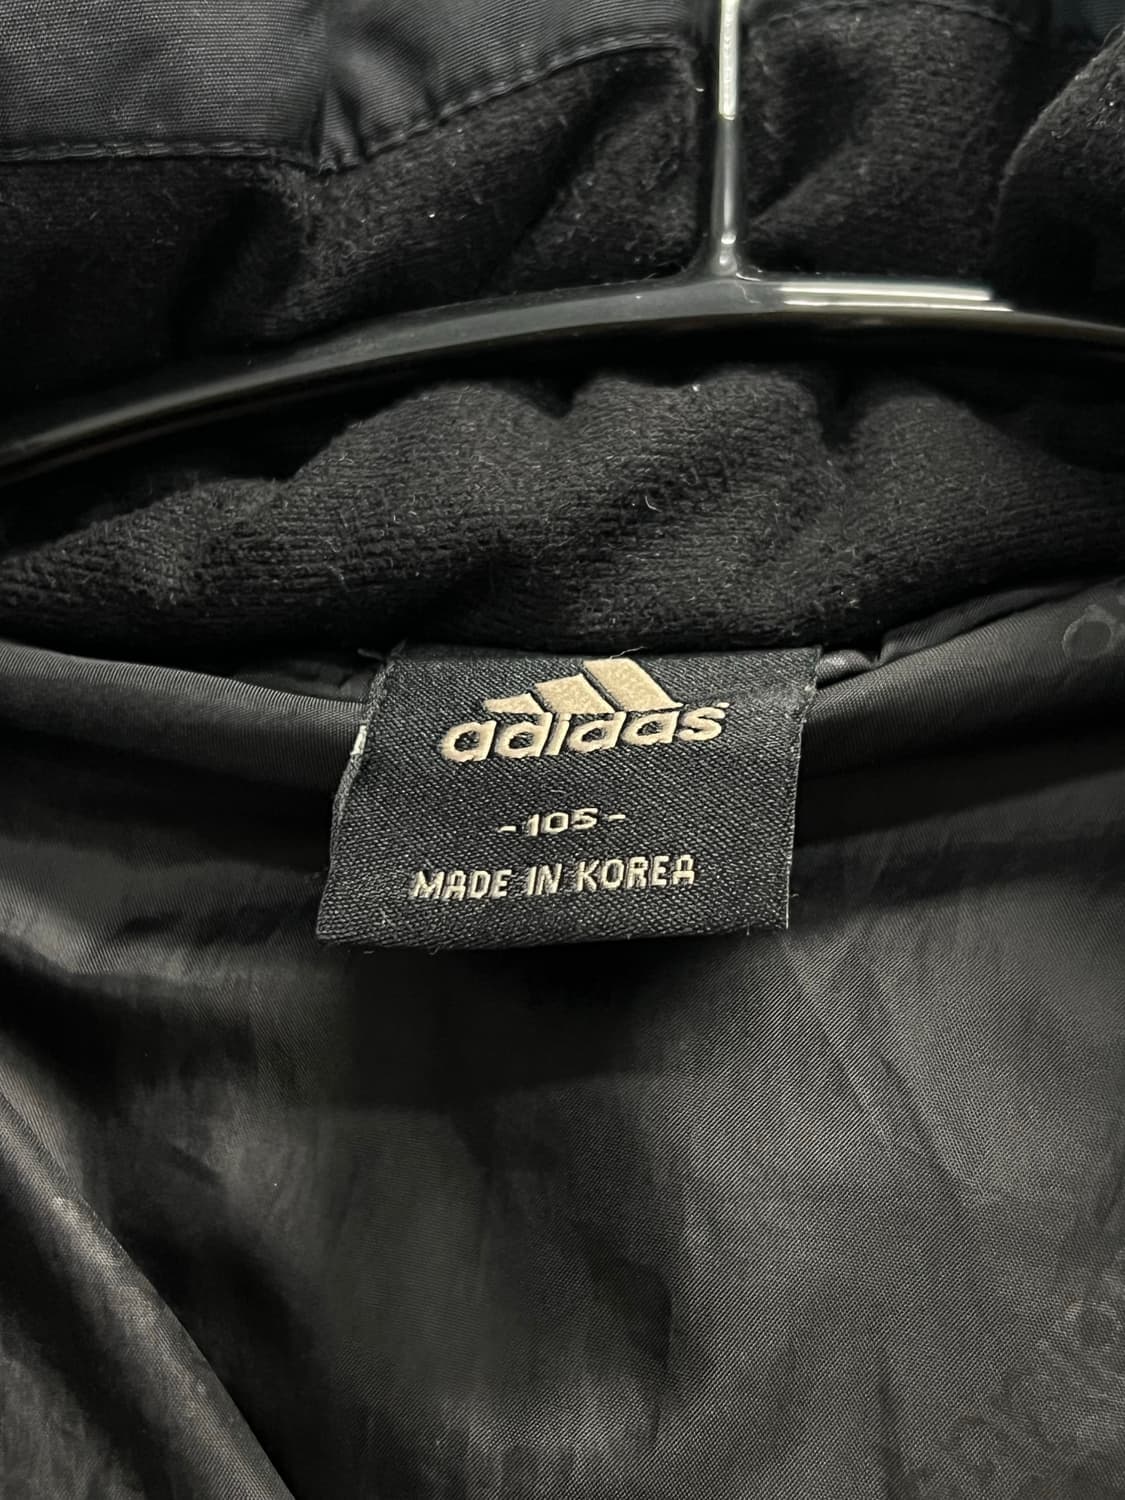 adidas
-105-
MADE IN KOREA